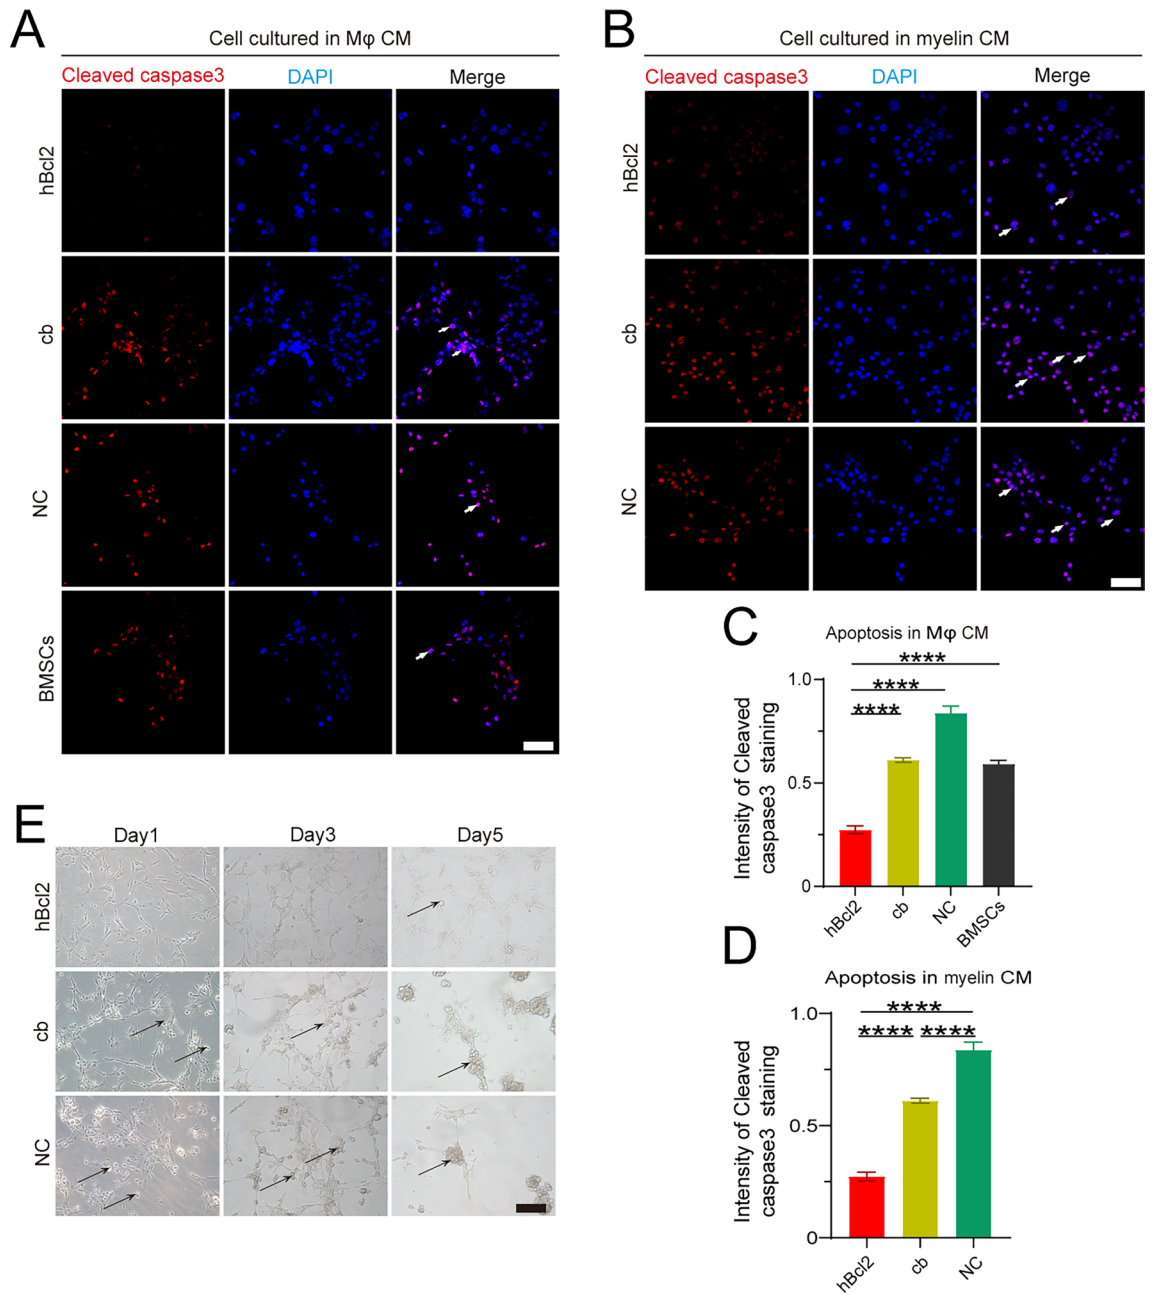 A
Cell cultured in Mφ CM
Cleaved caspase3 DAPI Merge
hBcl2
cb
NC
BMSCs
B
Cell cultured in myelin CM
Cleaved caspase3 DAPI Merge
hBcl2
cb
NC
C
Apoptosis in Mφ CM
****
****
****
Intensity of Cleaved
caspase3 staining
1.0
0.5
0
hBcl2 cb NC BMSCs
D
Apoptosis in myelin CM
****
**** ****
Intensity of Cleaved
caspase3 staining
1.0
0.5
0
hBcl2 cb NC
E
Day1 Day3 Day5
hBcl2
cb
NC